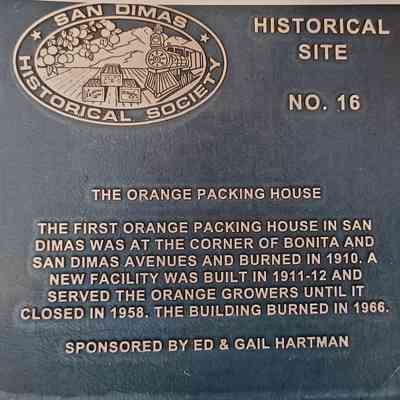 SAN DIMAS
HISTORICAL SOCIETY
HISTORICAL
SITE
NO. 16
THE ORANGE PACKING HOUSE
THE FIRST ORANGE PACKING HOUSE IN SAN
DIMAS WAS AT THE CORNER OF BONITA AND
SAN DIMAS AVENUES AND BURNED IN 1910. A
NEW FACILITY WAS BUILT IN 1911-12 AND
SERVED THE ORANGE GROWERS UNTIL IT
CLOSED IN 1958. THE BUILDING BURNED IN 1966.
SPONSORED BY ED & GAIL HARTMAN